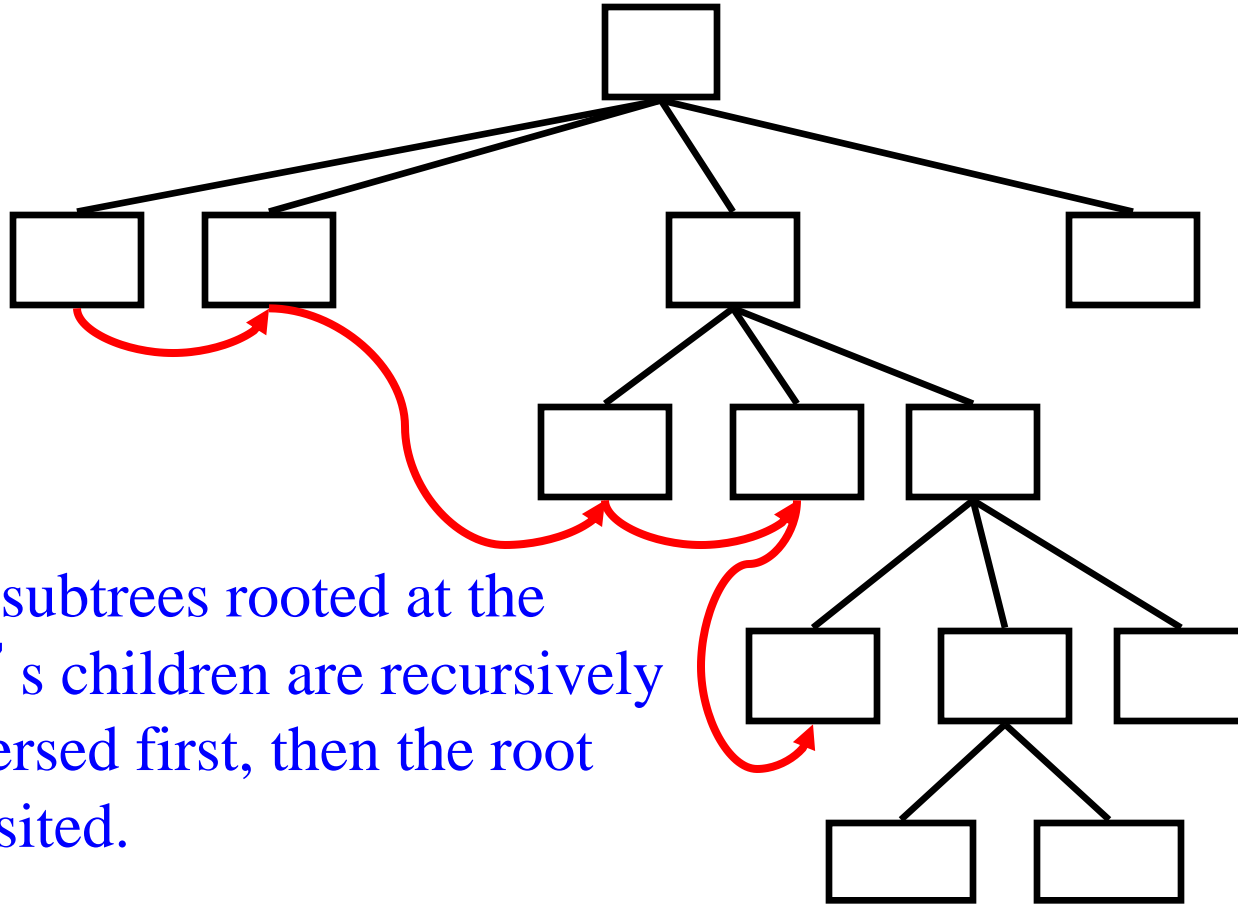 subtrees rooted at the
’ s children are recursively
ersed first, then the root
sited.